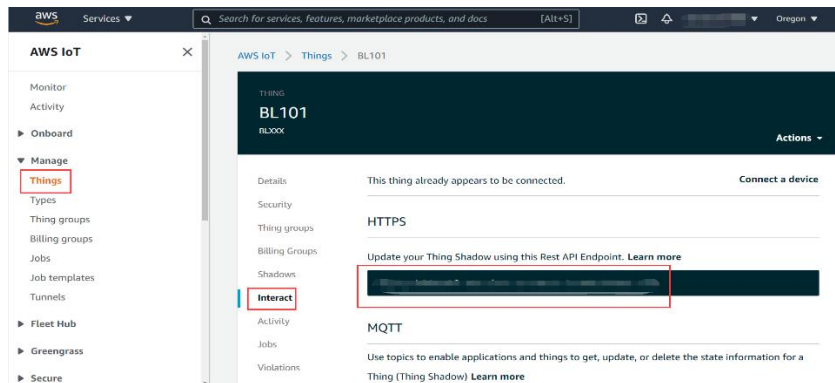 aws Services ▼ Search for services, features, marketplace products, and docs [Alt+S] Oregon ▼
AWS IoT
Monitor
Activity
Onboard
Manage
Things
Types
Thing groups
Billing groups
Jobs
Job templates
Tunnels
Fleet Hub
Greengrass
Secure
AWS IoT > Things > BL101
THING
BL101
BLXXX
Actions
Details
Security
Thing groups
Billing Groups
Shadows
Interact
Activity
Jobs
Violations
This thing already appears to be connected. Connect a device
HTTPS
Update your Thing Shadow using this Rest API Endpoint. Learn more
MQTT
Use topics to enable applications and things to get, update, or delete the state information for a
Thing (Thing Shadow) Learn more